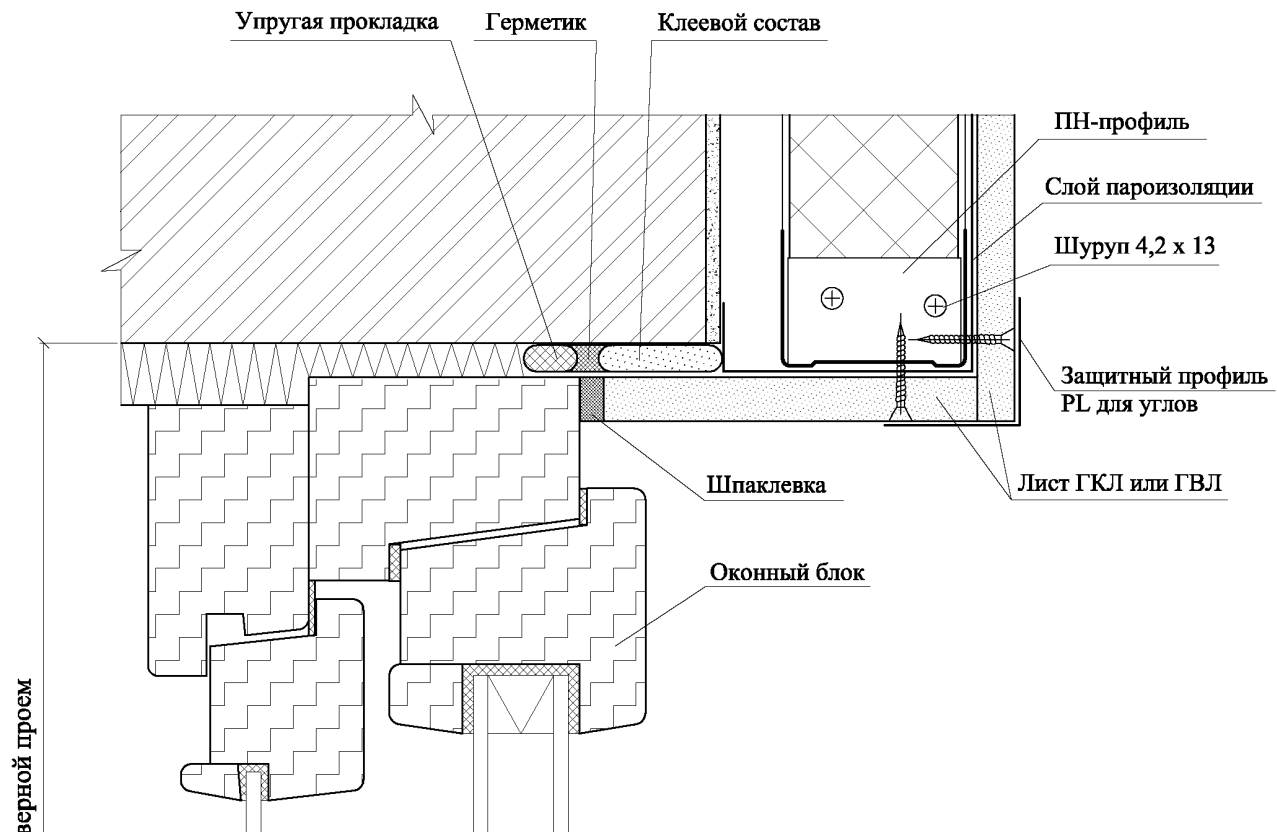 Упругая прокладка
Герметик
Клеевой состав
ПН-профиль
Слой пароизоляции
Шуруп 4,2 х 13
Защитный профиль
PL для углов
Шпаклевка
Лист ГКЛ или ГВЛ
Оконный блок
верной проем